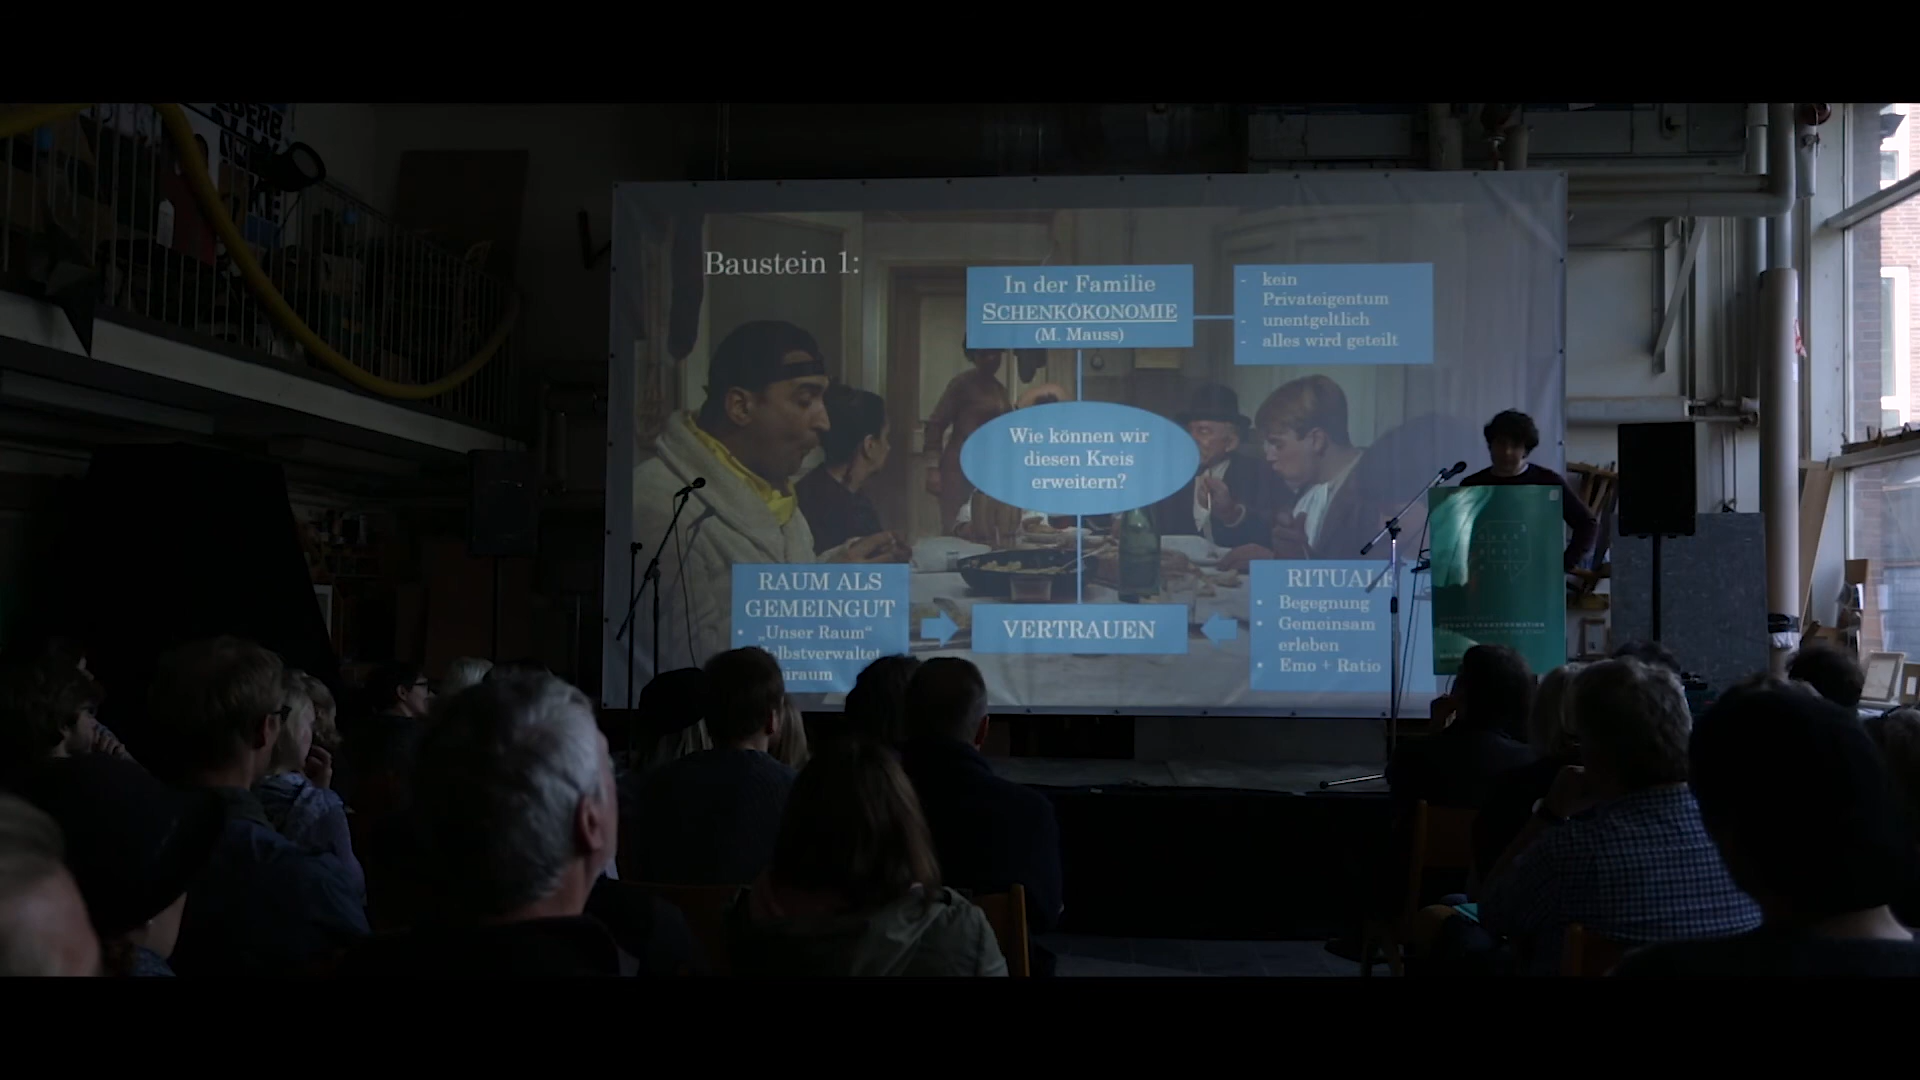 Baustein 1:
In der Familie
SCHENKÖKONOMIE
(M. Mauss)
- kein
Privateigentum
- unentgeltlich
- alles wird geteilt
Wie können wir
diesen Kreis
erweitern?
RAUM ALS
GEMEINGUT
• „Unser Raum“
VERTRAUEN
RITUALE
• Begegnung
• Gemeinsam
erleben
• Emo + Ratio